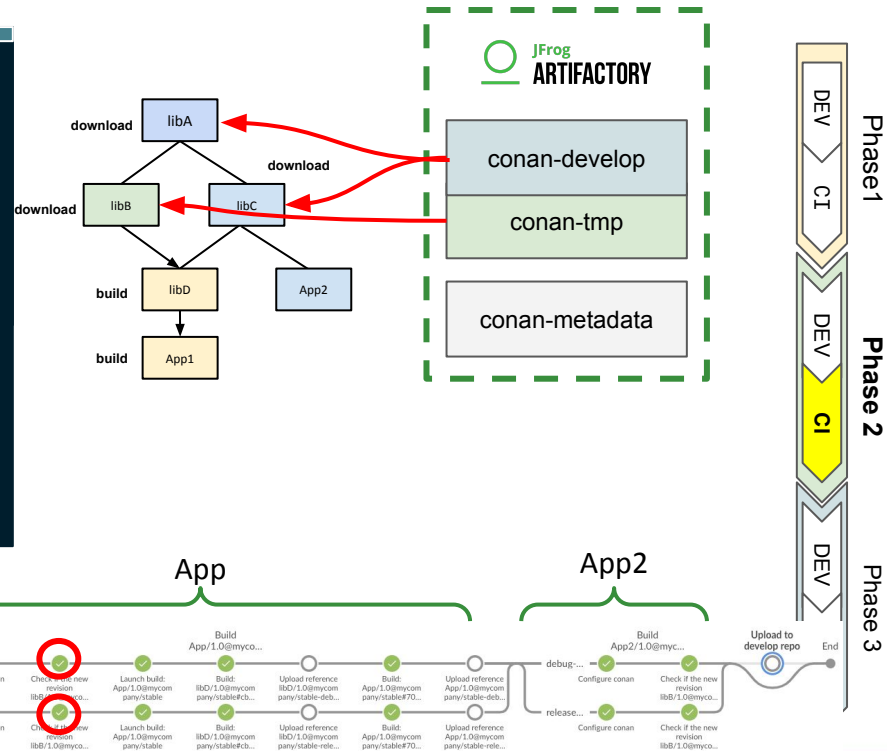 JFrog
ARTIFACTORY
libA
download
download
conan-develop
libB
libC
download
conan-tmp
libD
App2
build
conan-metadata
build
App1
DEV
CI
Phase1
DEV
CI
Phase 2
DEV
Phase 3
App
App2
Build
App/1.0@myco...
Build
App2/1.0@myc...
Upload to
develop repo
End
Check if the new
revision
libB/1.0@myco...
Launch build:
App/1.0@mycom
pany/stable
Build:
libD/1.0@mycom
pany/stable#cb...
Upload reference
libD/1.0@mycom
pany/stable-deb...
Build:
App/1.0@mycom
pany/stable#70...
Upload reference
App/1.0@mycom
pany/stable-deb...
debug-...
Configure conan
Check if the new
revision
libB/1.0@myco...
Check if the new
revision
libB/1.0@myco...
Launch build:
App/1.0@mycom
pany/stable
Build:
libD/1.0@mycom
pany/stable#cb...
Upload reference
libD/1.0@mycom
pany/stable-rele...
Build:
App/1.0@mycom
pany/stable#70...
Upload reference
App/1.0@mycom
pany/stable-rele...
release...
Configure conan
Check if the new
revision
libB/1.0@myco...